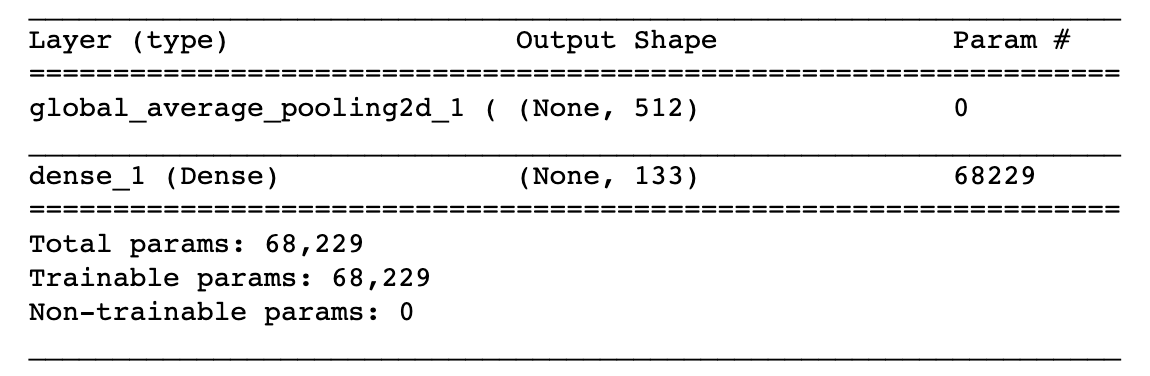 Layer (type) Output Shape Param #
=================================================================
global_average_pooling2d_1 ( (None, 512) 0
dense_1 (Dense) (None, 133) 68229
=================================================================
Total params: 68,229
Trainable params: 68,229
Non-trainable params: 0